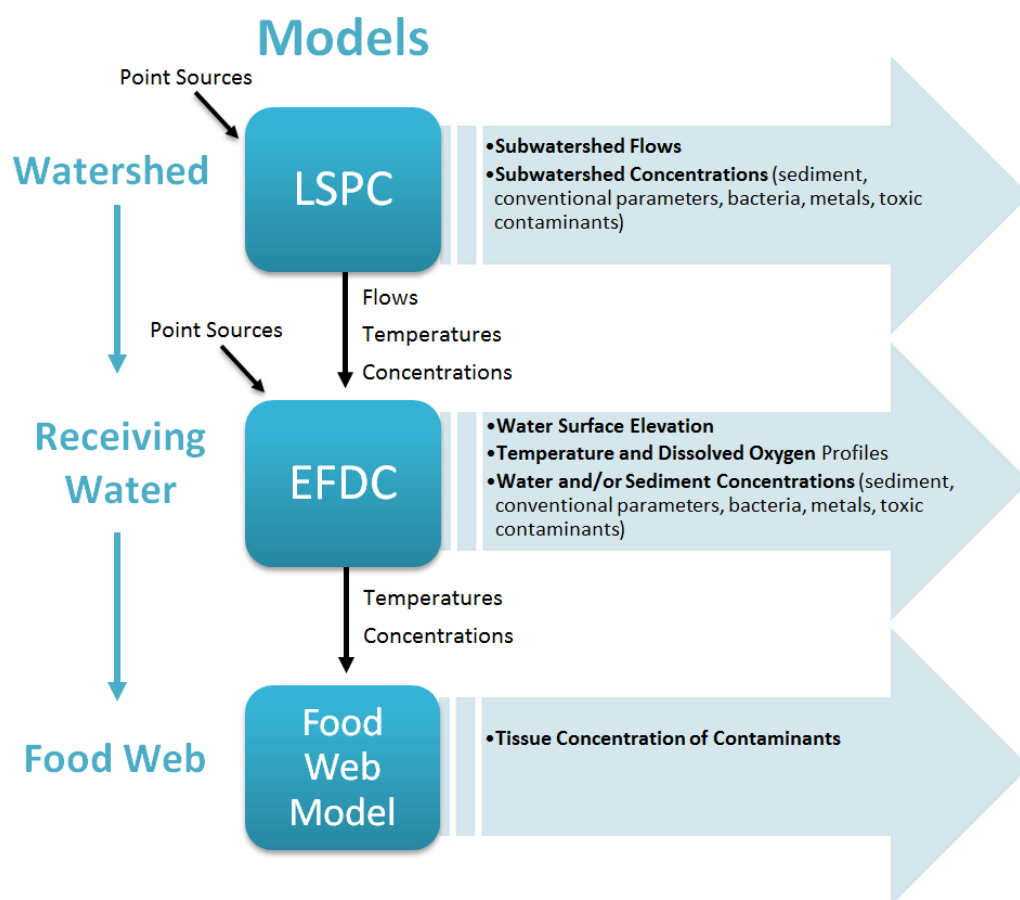 Models
Point Sources
Watershed
LSPC
•Subwatershed Flows
•Subwatershed Concentrations (sediment,
conventional parameters, bacteria, metals, toxic
contaminants)
Flows
Temperatures
Concentrations
Point Sources
Receiving
Water
EFDC
•Water Surface Elevation
•Temperature and Dissolved Oxygen Profiles
•Water and/or Sediment Concentrations (sediment,
conventional parameters, bacteria, metals, toxic
contaminants)
Temperatures
Concentrations
Food Web
Food
Web
Model
•Tissue Concentration of Contaminants